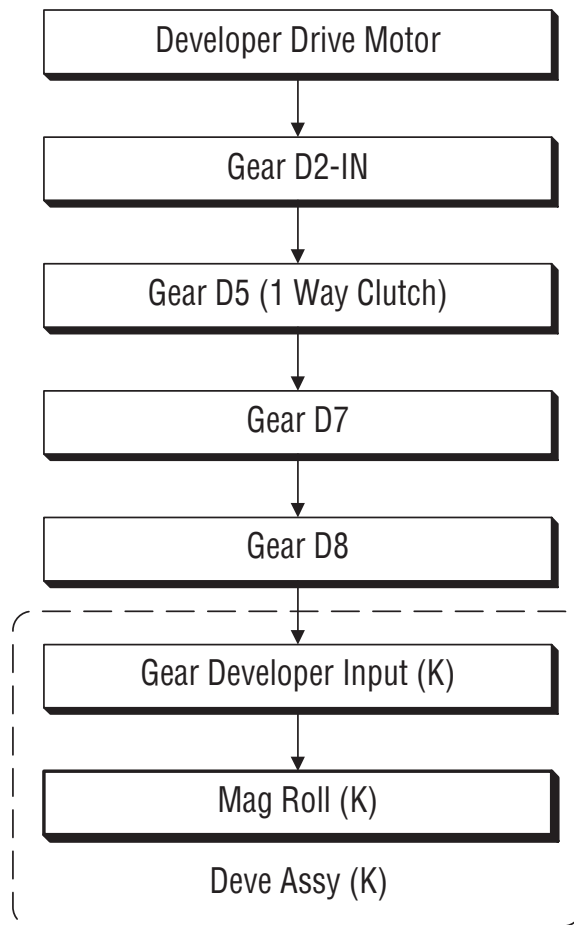 Developer Drive Motor
Gear D2-IN
Gear D5 (1 Way Clutch)
Gear D7
Gear D8
Gear Developer Input (K)
Mag Roll (K)
Deve Assy (K)